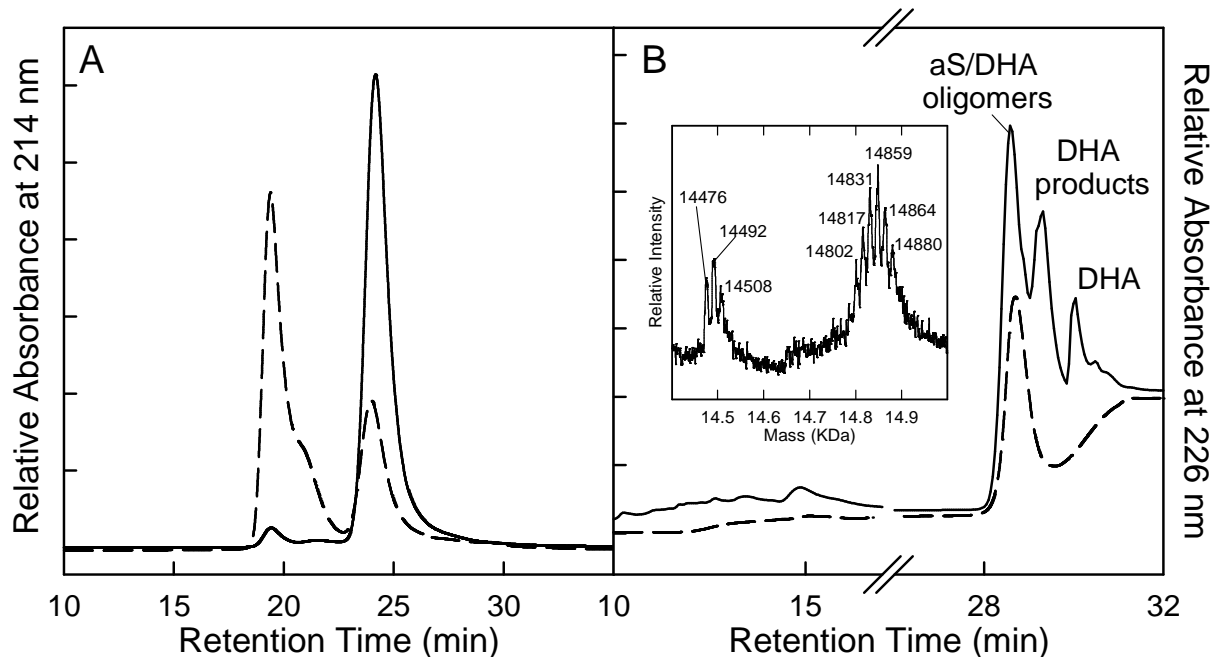 A
B
Relative Absorbance at 214 nm
10
15
20
25
30
Retention Time (min)
aS/DHA
oligomers
DHA
products
DHA
Relative Intensity
14476
14492
14508
14802
14817
14831
14859
14864
14880
14.5
14.6
14.7
14.8
14.9
Mass (KDa)
10
15
28
32
Retention Time (min)
Relative Absorbance at 226 nm